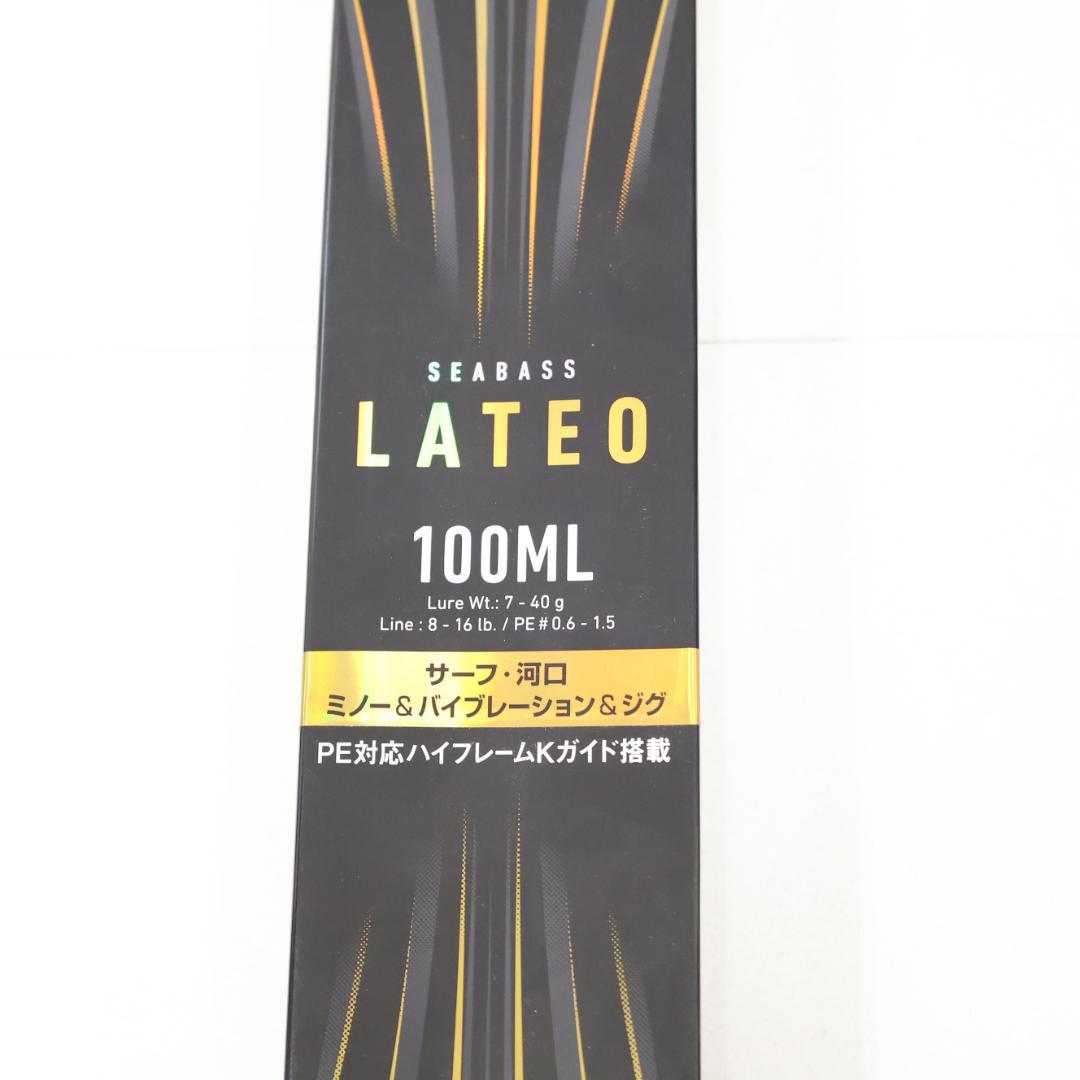 SEABASS
LATEO
100ML
Lure Wt.: 7 - 40 g
Line : 8 - 16 lb. / PE#0.6 - 1.5
サーフ・河口
ミノー&バイブレーション&ジグ
PE対応ハイフレームKガイド搭載